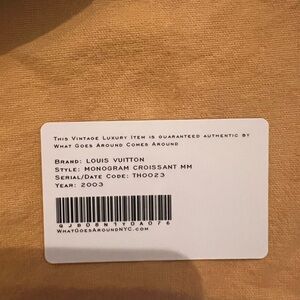 This Vintage Luxury Item is guaranteed authentic by
What Goes Around Comes Around
Brand: LOUIS VUITTON
Style: MONOGRAM CROISSANT MM
Serial/Date Code: TH0023
Year: 2003
QJB08N1Y0A076
WhatGoesAroundNYC.com